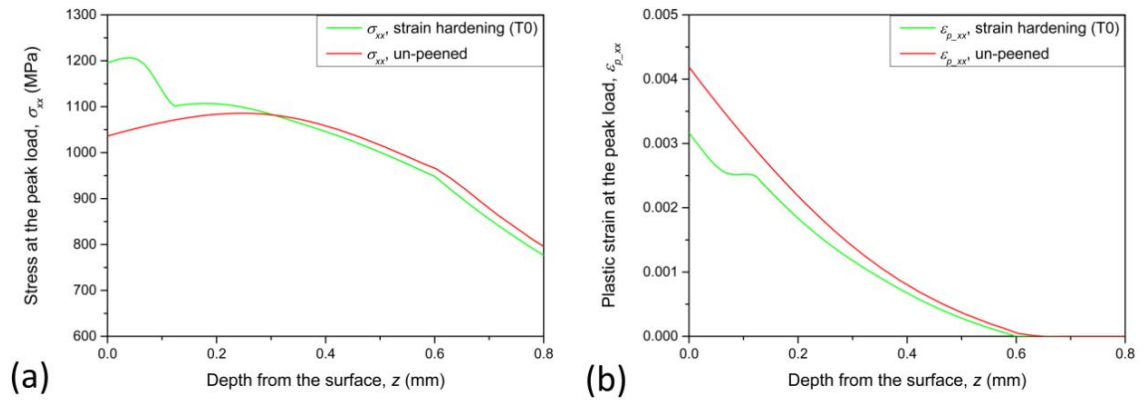 σxx, strain hardening (T0)
σxx, un-peened
Stress at the peak load, σxx (MPa)
1300
1200
1100
1000
900
800
700
600
0.0 0.2 0.4 0.6 0.8
Depth from the surface, z (mm)
(a)
εp_xx, strain hardening (T0)
εp_xx, un-peened
Plastic strain at the peak load, εp_xx
0.005
0.004
0.003
0.002
0.001
0.000
0.0 0.2 0.4 0.6 0.8
Depth from the surface, z (mm)
(b)